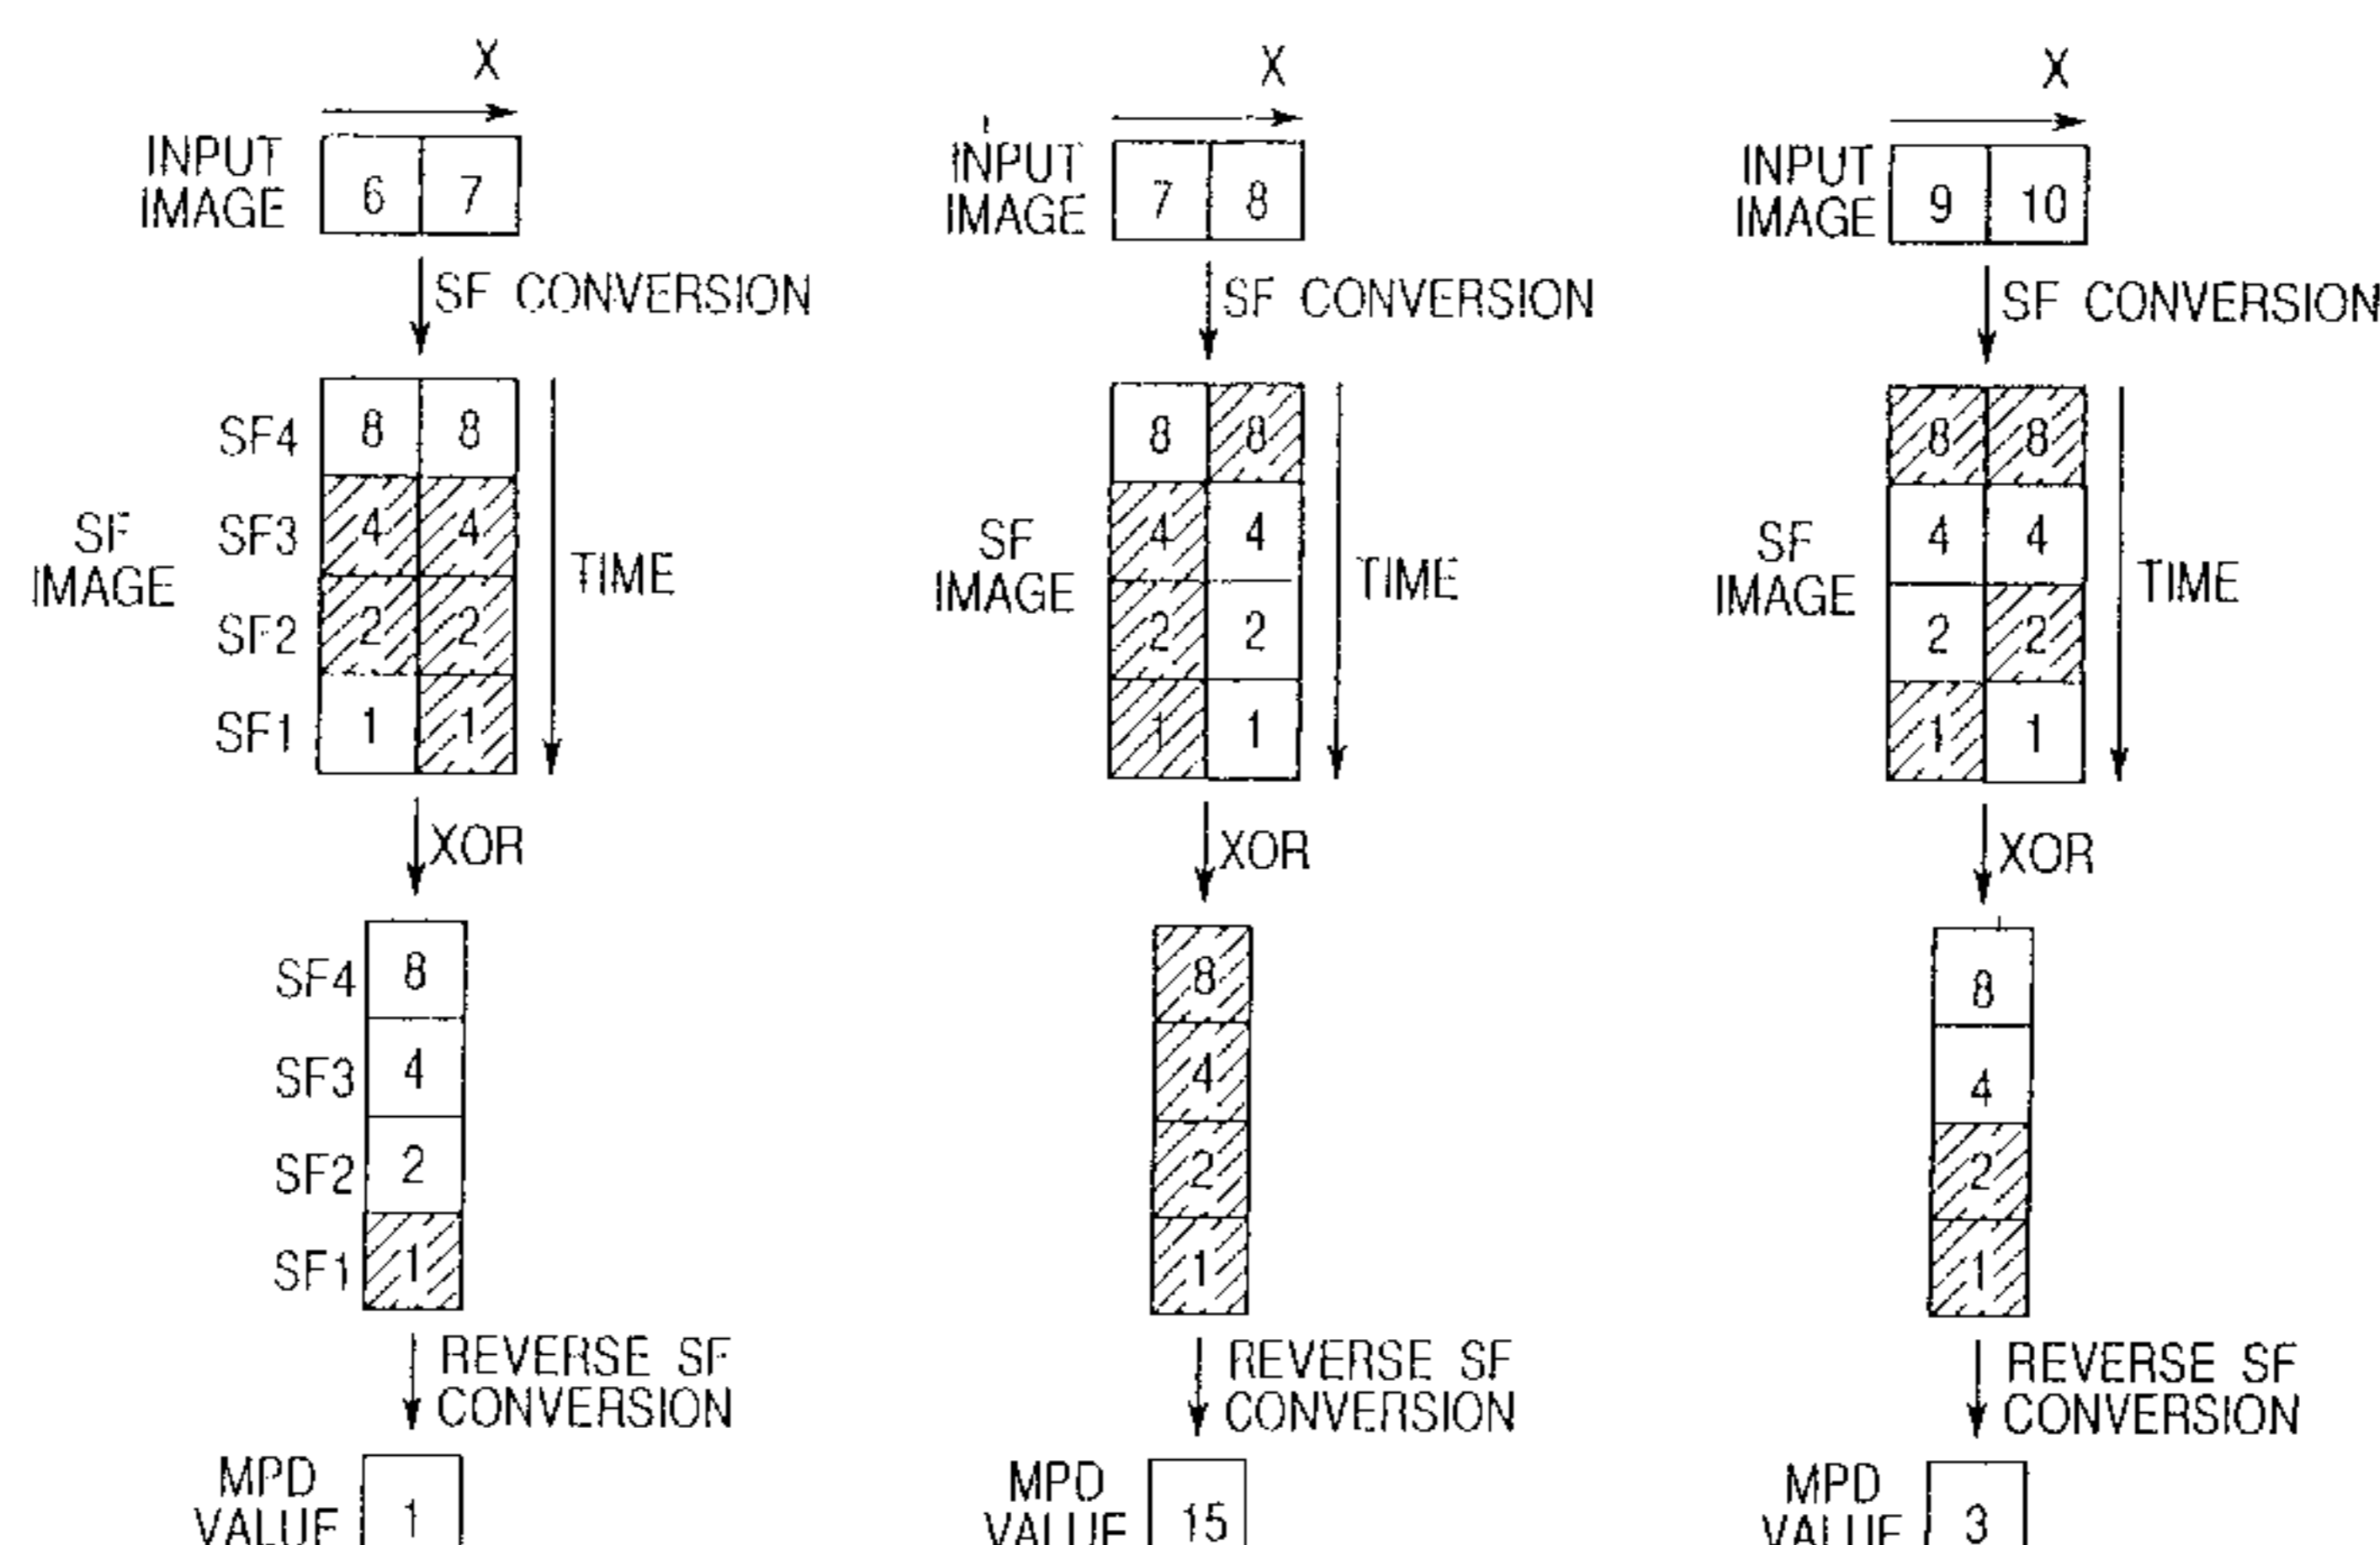 X
INPUT
IMAGE
6 7
SF CONVERSION
SF4 8 8
SF3 4 4
SF2 2 2
SF1 1 1
SF
IMAGE
TIME
XOR
SF4 8
SF3 4
SF2 2
SF1 1
REVERSE SF
CONVERSION
MPD
VALUE
1
X
INPUT
IMAGE
7 8
SF CONVERSION
8 8
4 4
2 2
1 1
SF
IMAGE
TIME
XOR
8
4
2
1
REVERSE SF
CONVERSION
MPD
VALUE
15
X
INPUT
IMAGE
9 10
SF CONVERSION
8 8
4 4
2 2
1 1
SF
IMAGE
TIME
XOR
8
4
2
1
REVERSE SF
CONVERSION
MPD
VALUE
3